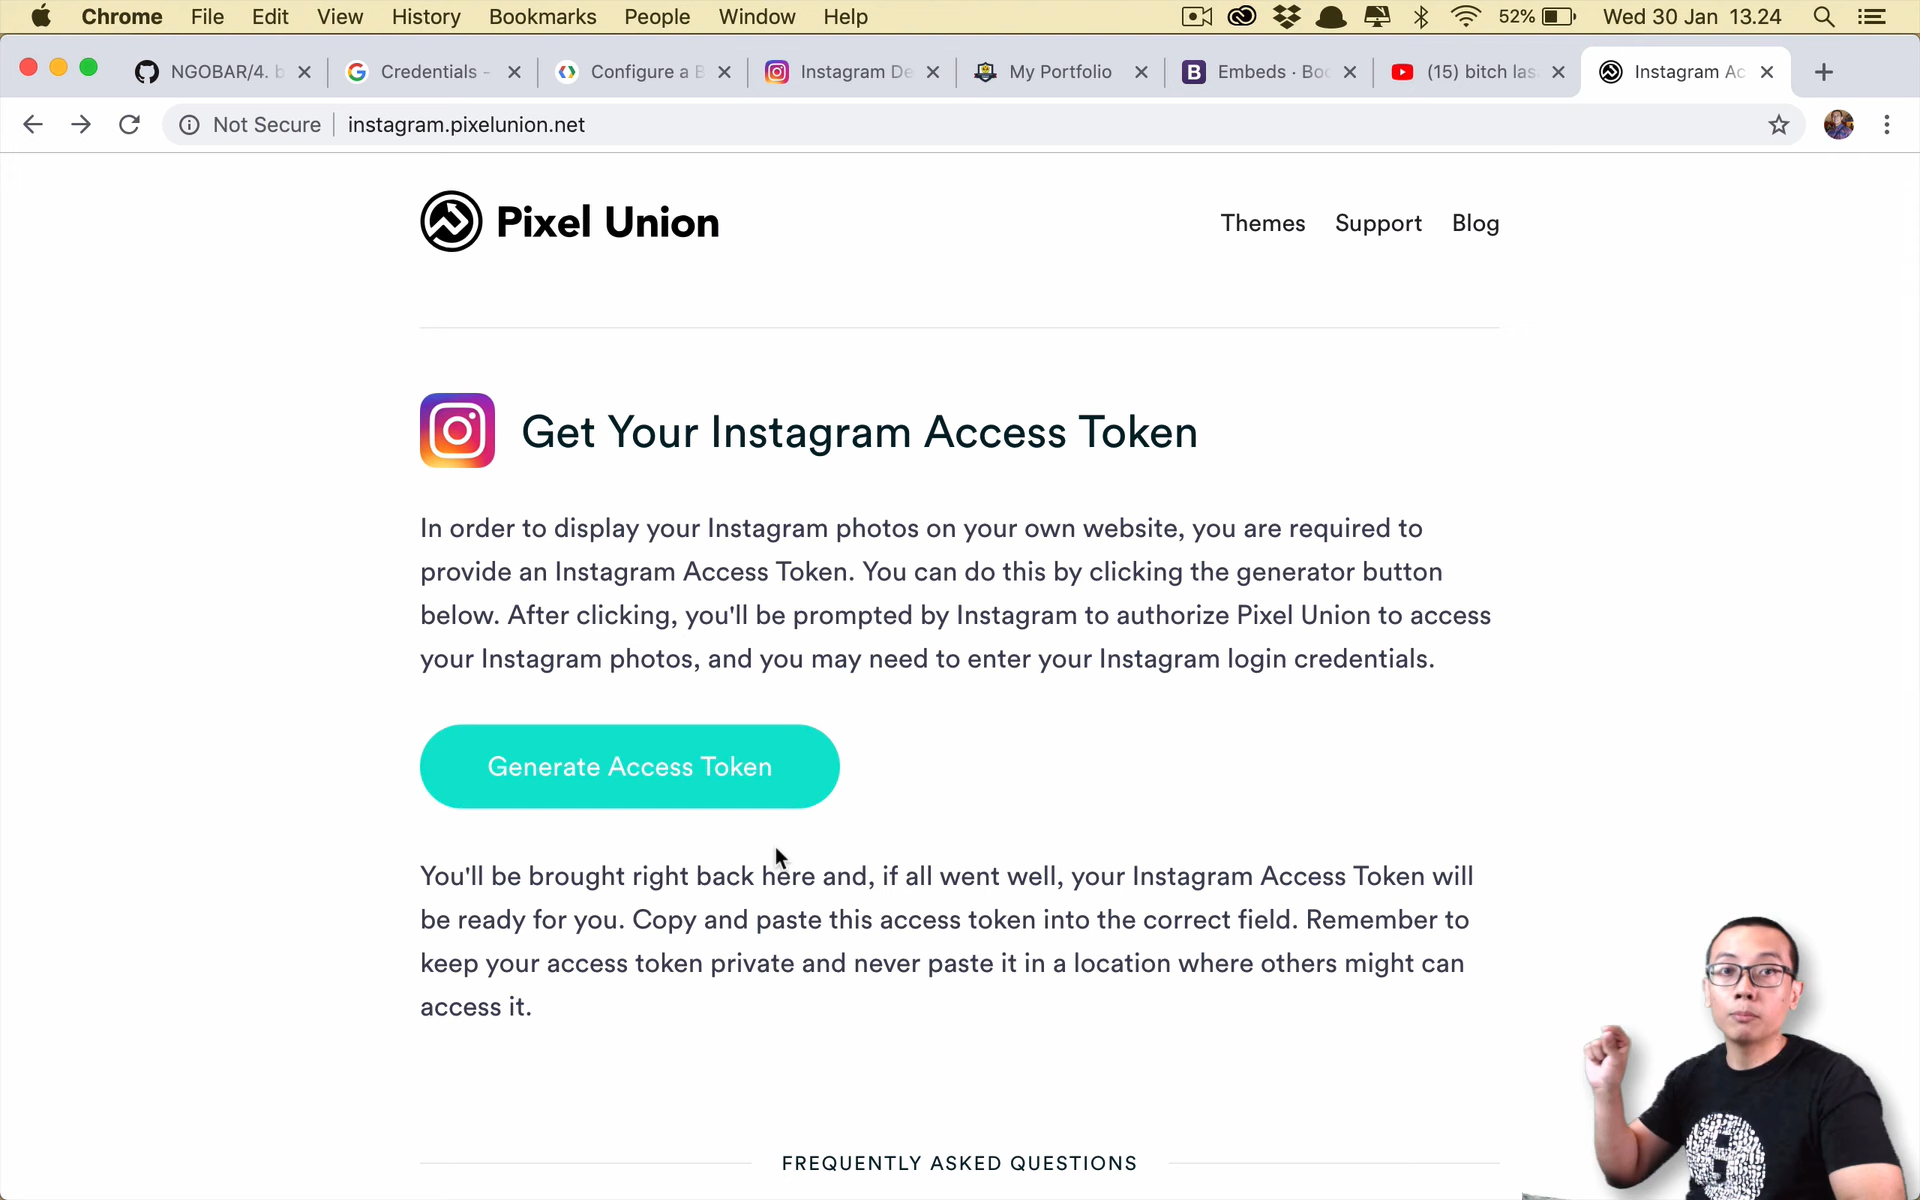 Chrome File Edit View History Bookmarks People Window Help 52% Wed 30 Jan 13.24
NGOBAR/4. b Credentials - Configure a B Instagram De My Portfolio Embeds · Boo (15) bitch las Instagram Ac
Not Secure instagram.pixelunion.net
Pixel Union Themes Support Blog
Get Your Instagram Access Token
In order to display your Instagram photos on your own website, you are required to
provide an Instagram Access Token. You can do this by clicking the generator button
below. After clicking, you'll be prompted by Instagram to authorize Pixel Union to access
your Instagram photos, and you may need to enter your Instagram login credentials.
Generate Access Token
You'll be brought right back here and, if all went well, your Instagram Access Token will
be ready for you. Copy and paste this access token into the correct field. Remember to
keep your access token private and never paste it in a location where others might can
access it.
FREQUENTLY ASKED QUESTIONS